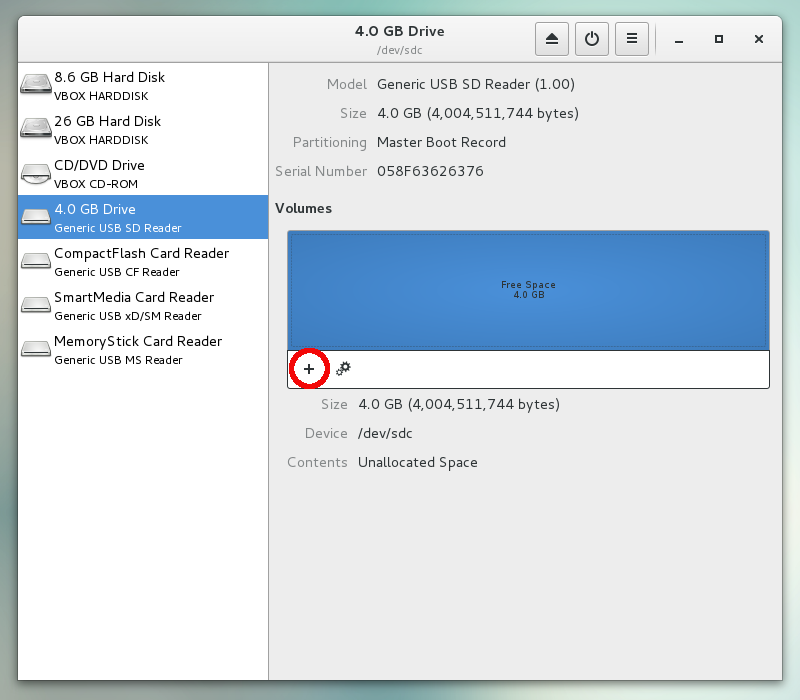 4.0 GB Drive
/dev/sdc
8.6 GB Hard Disk
VBOX HARDDISK
26 GB Hard Disk
VBOX HARDDISK
CD/DVD Drive
VBOX CD-ROM
4.0 GB Drive
Generic USB SD Reader
CompactFlash Card Reader
Generic USB CF Reader
SmartMedia Card Reader
Generic USB xD/SM Reader
MemoryStick Card Reader
Generic USB MS Reader
Model Generic USB SD Reader (1.00)
Size 4.0 GB (4,004,511,744 bytes)
Partitioning Master Boot Record
Serial Number 058F63626376
Volumes
Free Space
4.0 GB
Size 4.0 GB (4,004,511,744 bytes)
Device /dev/sdc
Contents Unallocated Space